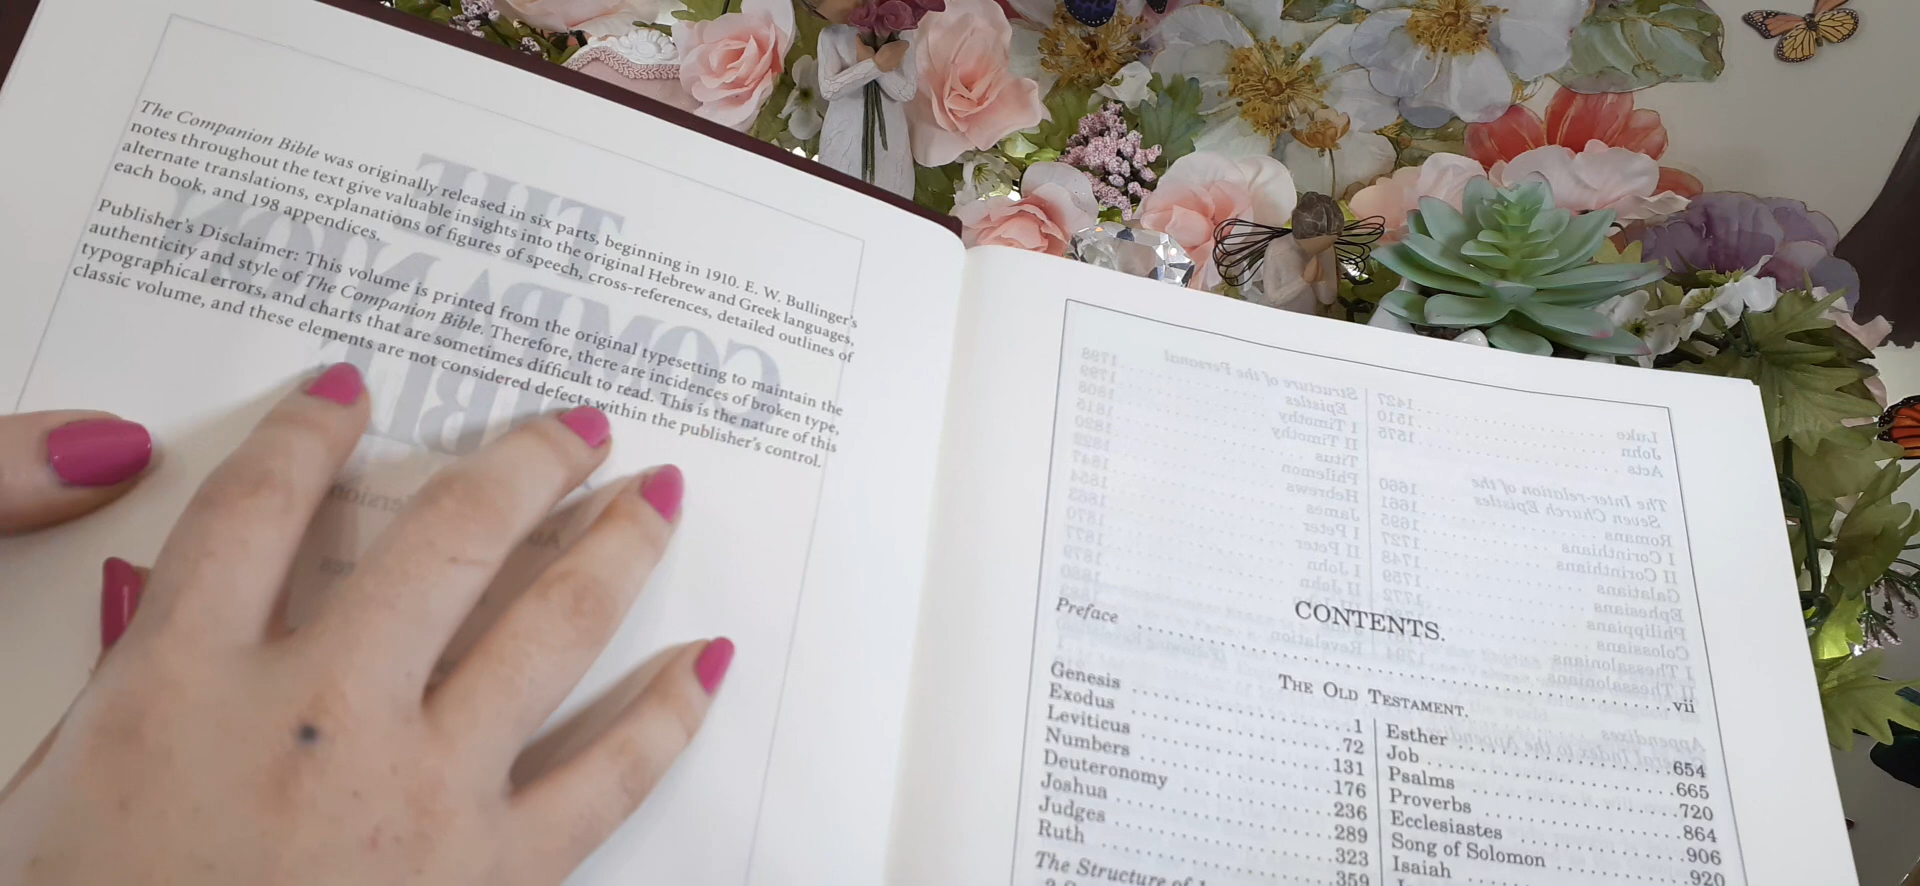 The Companion Bible was originally released in six parts, beginning in 1910. E. W. Bullinger's
notes throughout the text give valuable insights into the original Hebrew and Greek languages,
alternate translations, explanations of figures of speech, cross-references, detailed outlines of
each book, and 198 appendices.
Publisher's Disclaimer: This volume is printed from the original typesetting to maintain the
authenticity and style of The Companion Bible. Therefore, there are incidences of broken type,
typographical errors, and charts that are sometimes difficult to read. This is the nature of this
classic volume, and these elements are not considered defects within the publisher's control.
CONTENTS.
Preface ........ vii
THE OLD TESTAMENT.
Genesis ........ 1
Exodus ........ 72
Leviticus ........ 131
Numbers ........ 176
Deuteronomy ........ 236
Joshua ........ 289
Judges ........ 323
Ruth ........ 359
The Structure of
Esther ........ 654
Job ........ 665
Psalms ........ 720
Proverbs ........ 864
Ecclesiastes ........ 906
Song of Solomon ........ 920
Isaiah